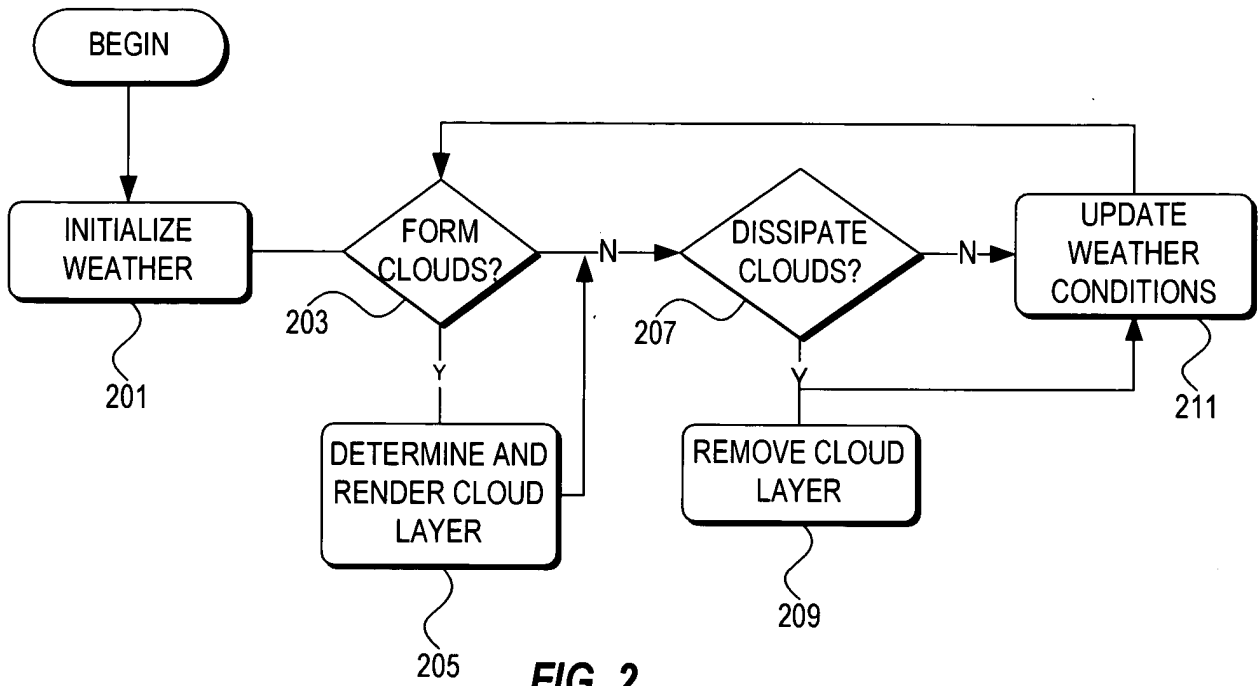 BEGIN
INITIALIZE
WEATHER
201
FORM
CLOUDS?
203
N
Y
DETERMINE AND
RENDER CLOUD
LAYER
205
DISSIPATE
CLOUDS?
207
N
Y
REMOVE CLOUD
LAYER
209
UPDATE
WEATHER
CONDITIONS
211
FIG. 2